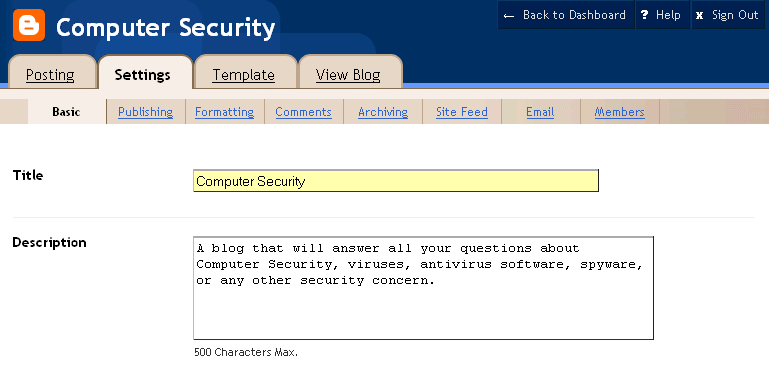 Computer Security
← Back to Dashboard ? Help x Sign Out
Posting Settings Template View Blog
Basic Publishing Formatting Comments Archiving Site Feed Email Members
Title Computer Security
Description A blog that will answer all your questions about
Computer Security, viruses, antivirus software, spyware,
or any other security concern.
500 Characters Max.